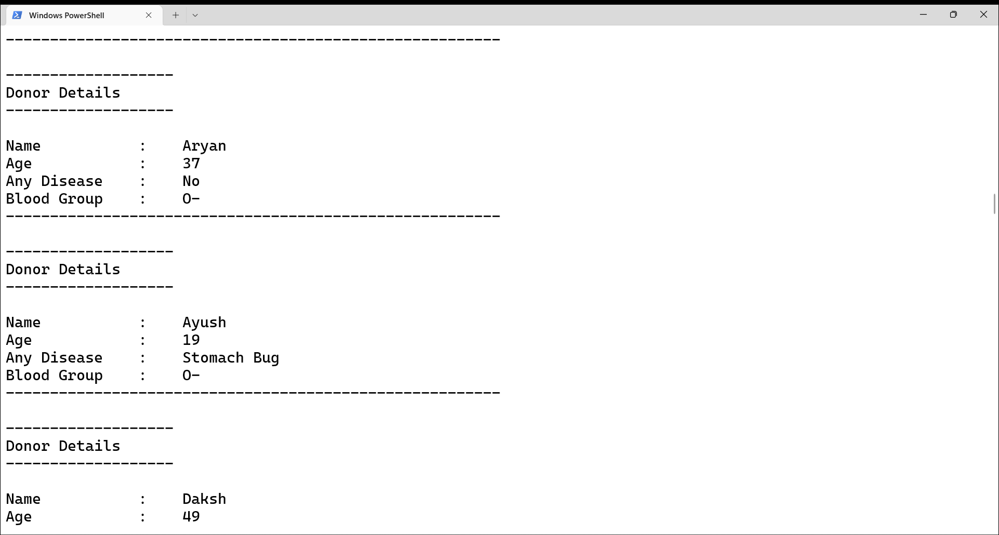 Windows PowerShell
--------------------------------------------------------
-------------------
Donor Details
-------------------
Name : Aryan
Age : 37
Any Disease : No
Blood Group : O-
--------------------------------------------------------
-------------------
Donor Details
-------------------
Name : Ayush
Age : 19
Any Disease : Stomach Bug
Blood Group : O-
--------------------------------------------------------
-------------------
Donor Details
-------------------
Name : Daksh
Age : 49